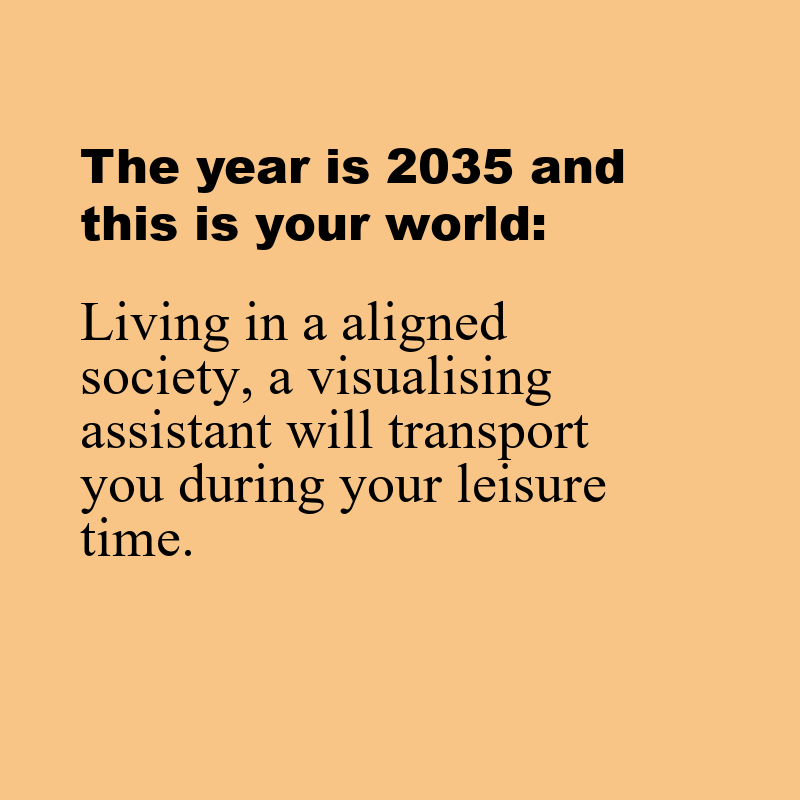 The year is 2035 and
this is your world:
Living in a aligned
society, a visualising
assistant will transport
you during your leisure
time.